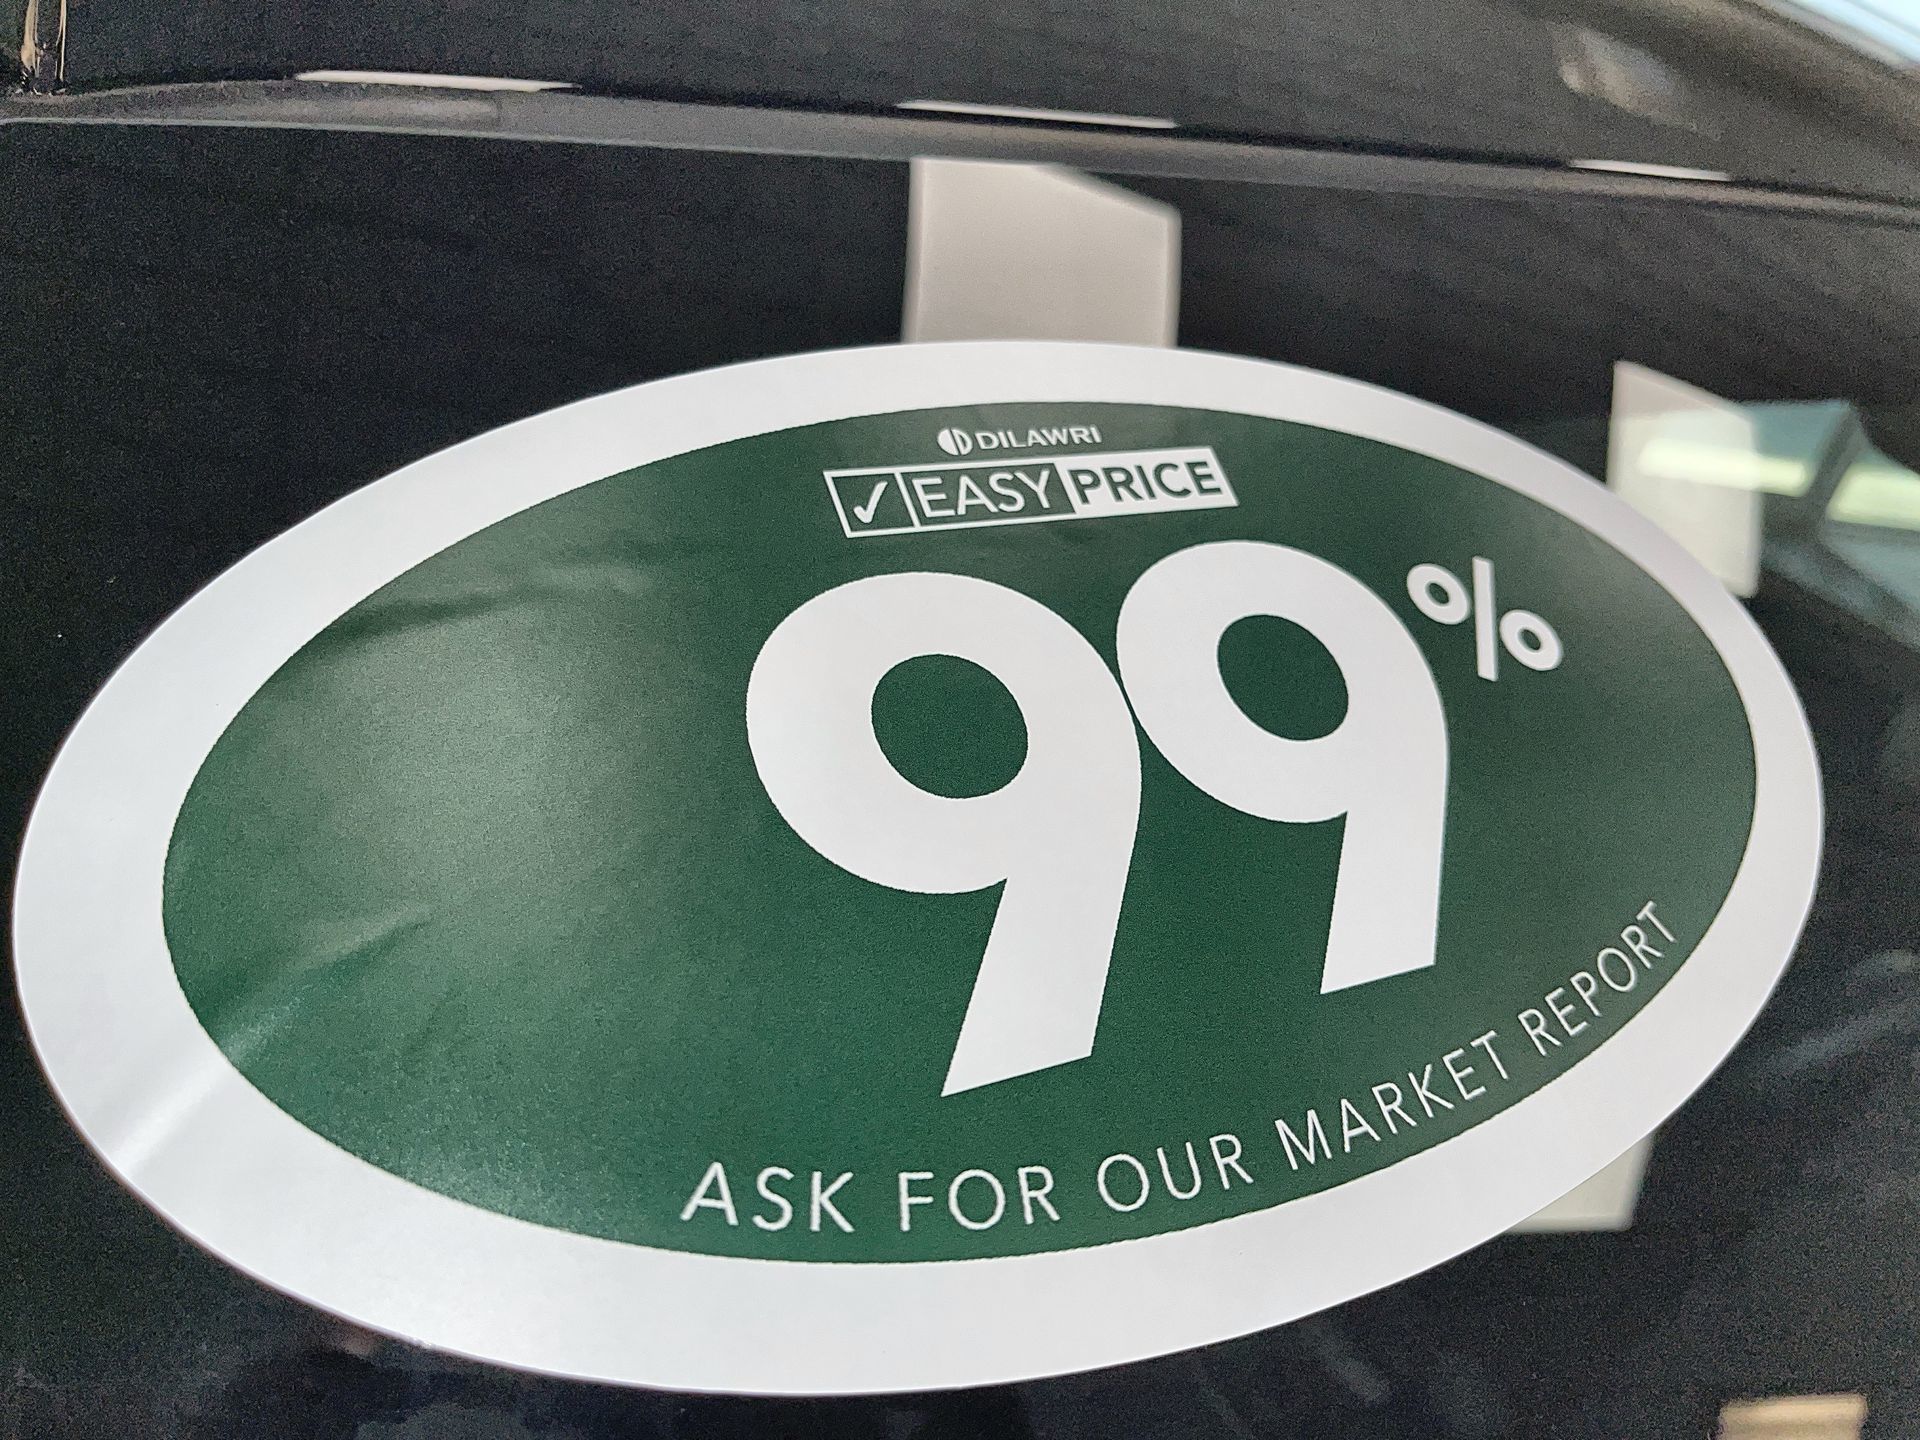 DILAWRI
✓ EASY PRICE
99%
ASK FOR OUR MARKET REPORT